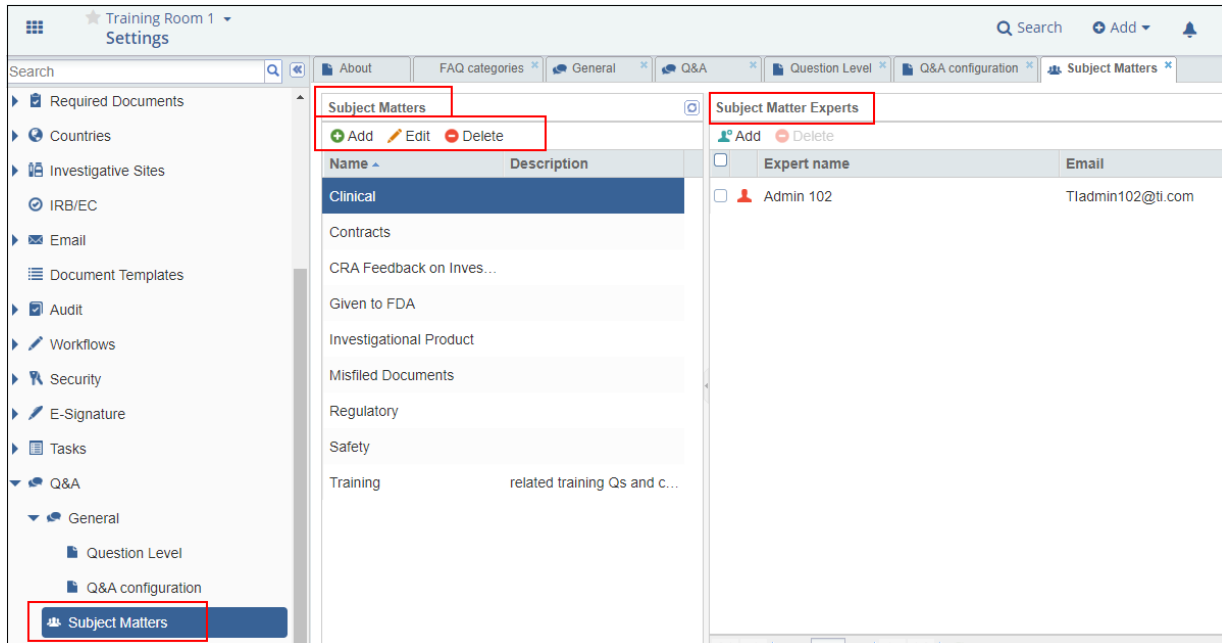 Training Room 1
Settings
Search
Add
Search
About
FAQ categories
General
Q&A
Question Level
Q&A configuration
Subject Matters
Required Documents
Countries
Investigative Sites
IRB/EC
Email
Document Templates
Audit
Workflows
Security
E-Signature
Tasks
Q&A
General
Question Level
Q&A configuration
Subject Matters
Subject Matters
Add Edit Delete
Name Description
Clinical
Contracts
CRA Feedback on Inves...
Given to FDA
Investigational Product
Misfiled Documents
Regulatory
Safety
Training related training Qs and c...
Subject Matter Experts
Add Delete
Expert name Email
Admin 102 TIadmin102@ti.com